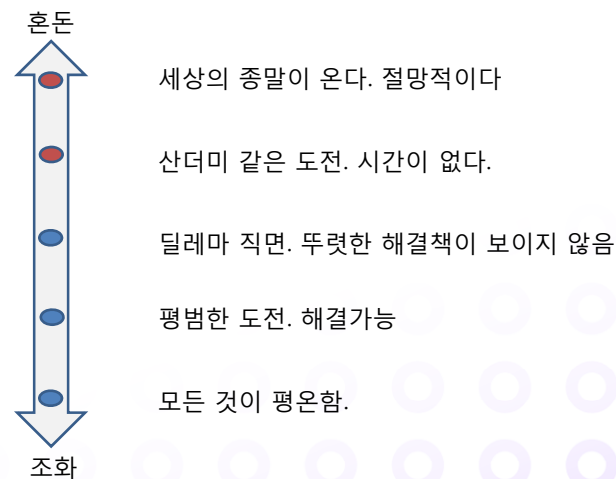 혼돈
세상의 종말이 온다. 절망적이다
산더미 같은 도전. 시간이 없다.
딜레마 직면. 뚜렷한 해결책이 보이지 않음
평범한 도전. 해결가능
모든 것이 평온함.
조화